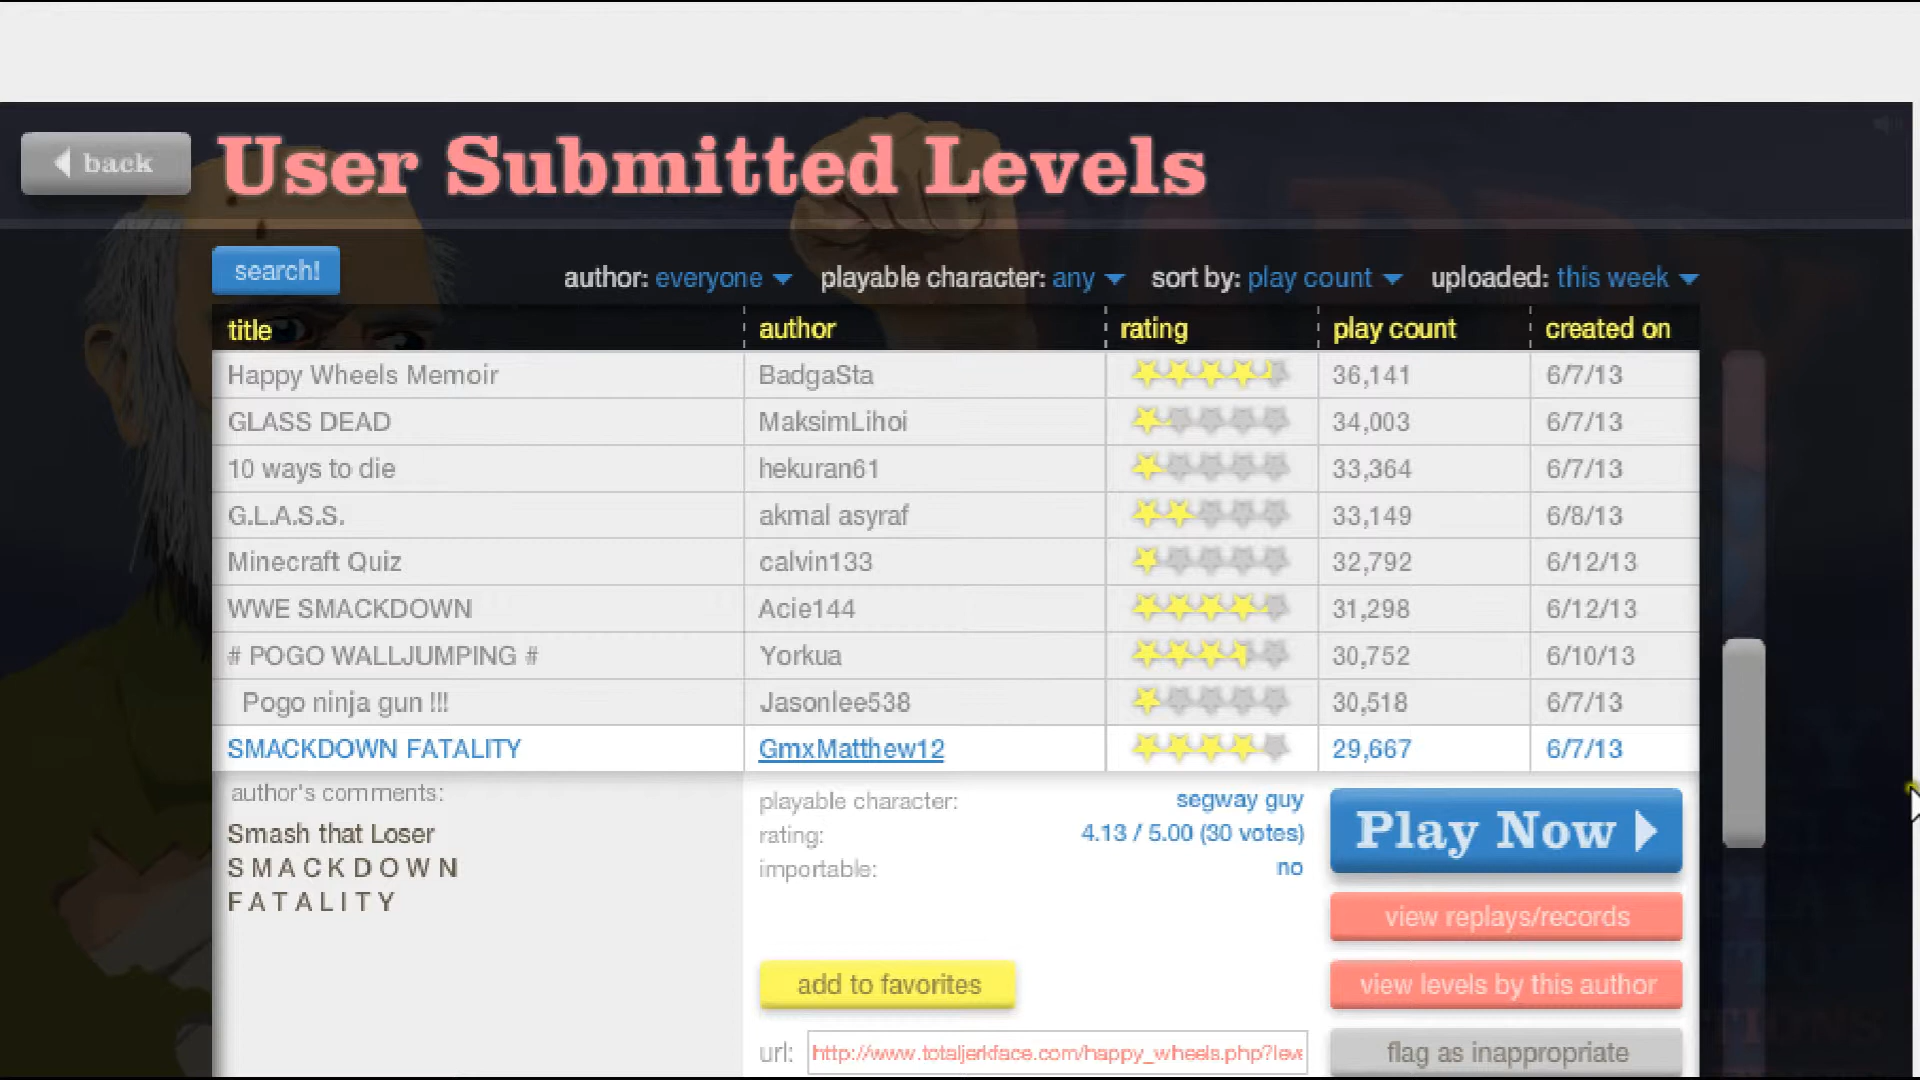 back
User Submitted Levels
search!
author: everyone playable character: any sort by: play count uploaded: this week
title author rating play count created on
Happy Wheels Memoir BadgaSta 36,141 6/7/13
GLASS DEAD MaksimLihoi 34,003 6/7/13
10 ways to die hekuran61 33,364 6/7/13
G.L.A.S.S. akmal asyraf 33,149 6/8/13
Minecraft Quiz calvin133 32,792 6/12/13
WWE SMACKDOWN Acie144 31,298 6/12/13
# POGO WALLJUMPING # Yorkua 30,752 6/10/13
Pogo ninja gun !!! Jasonlee538 30,518 6/7/13
SMACKDOWN FATALITY GmxMatthew12 29,667 6/7/13
author's comments:
Smash that Loser
S M A C K D O W N
F A T A L I T Y
playable character: segway guy
rating: 4.13 / 5.00 (30 votes)
importable: no
Play Now
view replays/records
add to favorites
view levels by this author
url: http://www.totaljerkface.com/happy_wheels.php?leve
flag as inappropriate